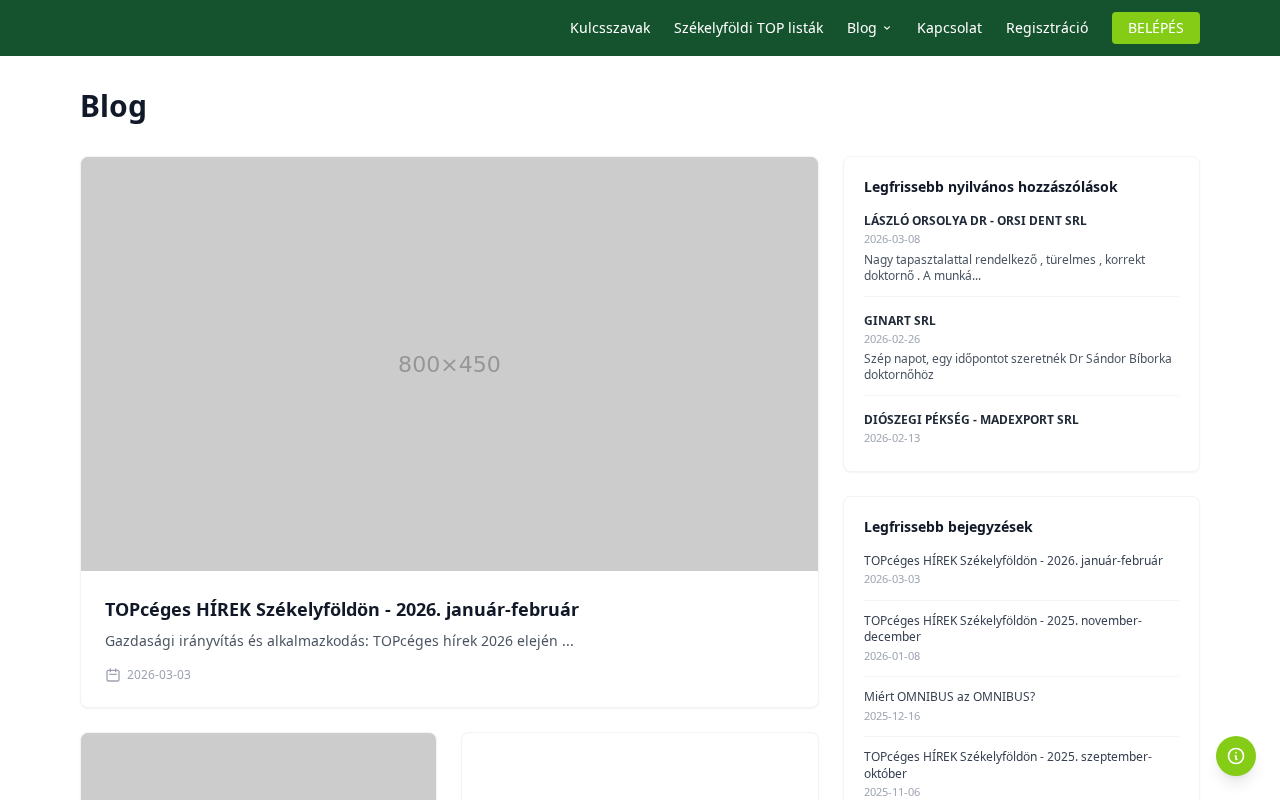 Kulcsszavak
Székelyföldi TOP listák
Blog
Kapcsolat
Regisztráció
BELÉPÉS
Blog
800×450
TOPcéges HÍREK Székelyföldön - 2026. január-február
Gazdasági irányvítás és alkalmazkodás: TOPcéges hírek 2026 elején ...
2026-03-03
Legfrissebb nyilvános hozzászólások
LÁSZLÓ ORSOLYA DR - ORSI DENT SRL
2026-03-08
Nagy tapasztalattal rendelkező , türelmes , korrekt
doktornő . A munká...
GINART SRL
2026-02-26
Szép napot, egy időpontot szeretnék Dr Sándor Bíborka
doktornőhöz
DIÓSZEGI PÉKSÉG - MADEXPORT SRL
2026-02-13
Legfrissebb bejegyzések
TOPcéges HÍREK Székelyföldön - 2026. január-február
2026-03-03
TOPcéges HÍREK Székelyföldön - 2025. november-
december
2026-01-08
Miért OMNIBUS az OMNIBUS?
2025-12-16
TOPcéges HÍREK Székelyföldön - 2025. szeptember-
október
2025-11-06